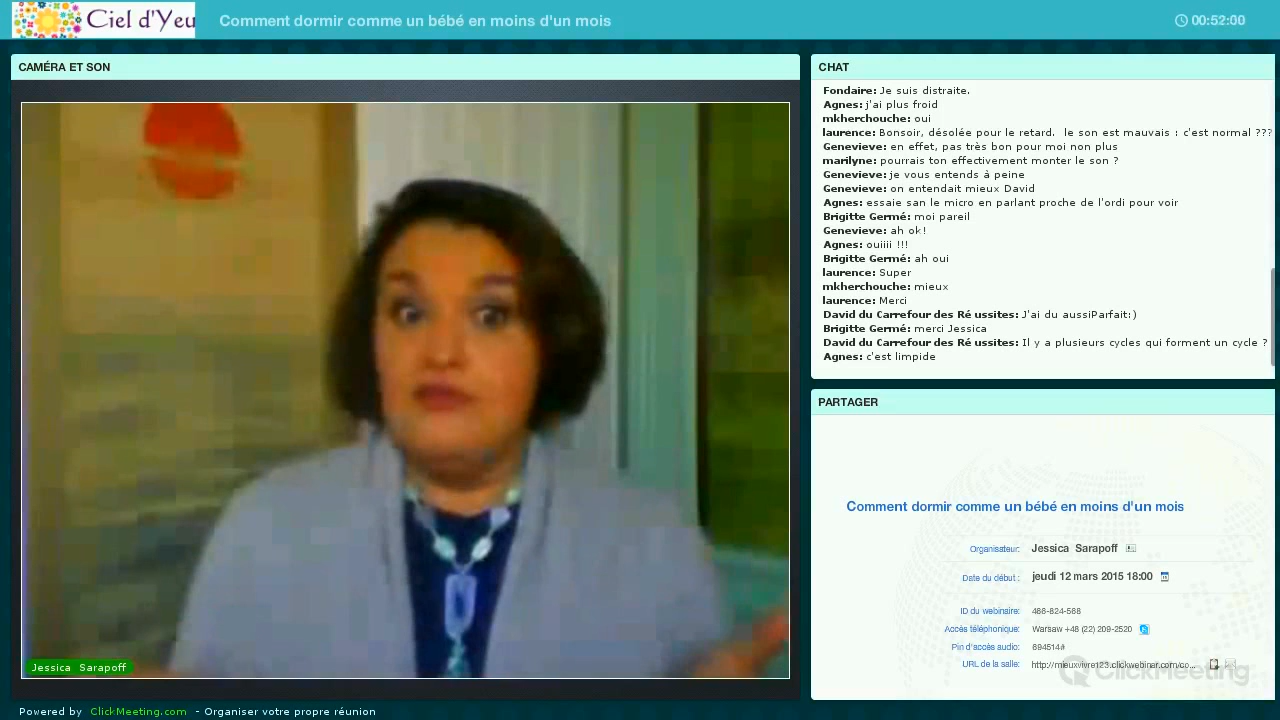 Ciel d'Yeu
Comment dormir comme un bébé en moins d'un mois
00:52:00
CAMÉRA ET SON
CHAT
Fondaire: Je suis distraite.
Agnes: j'ai plus froid
mkherchouche: oui
laurence: Bonsoir, désolée pour le retard. le son est mauvais : c'est normal ???
Genevieve: en effet, pas très bon pour moi non plus
marilyne: pourrais ton effectivement monter le son ?
Genevieve: je vous entends à peine
Genevieve: on entendait mieux David
Agnes: essaie san le micro en parlant proche de l'ordi pour voir
Brigitte Germé: moi pareil
Genevieve: ah ok!
Agnes: ouiiii !!!
Brigitte Germé: ah oui
laurence: Super
mkherchouche: mieux
laurence: Merci
David du Carrefour des Ré ussites: J'ai du aussiParfait:)
Brigitte Germé: merci Jessica
David du Carrefour des Ré ussites: Il y a plusieurs cycles qui forment un cycle ?
Agnes: c'est limpide
PARTAGER
Comment dormir comme un bébé en moins d'un mois
Organisateur: Jessica Sarapoff
Date du début : jeudi 12 mars 2015 18:00
ID du webinaire: 466-824-568
Accès téléphonique: Warsaw +48 (22) 209-2520
Pin d'accès audio: 694514#
URL de la salle: http://mieuxvivre123.clickwebinar.com/co...
ClickMeeting
Jessica Sarapoff
Powered by ClickMeeting.com - Organiser votre propre réunion